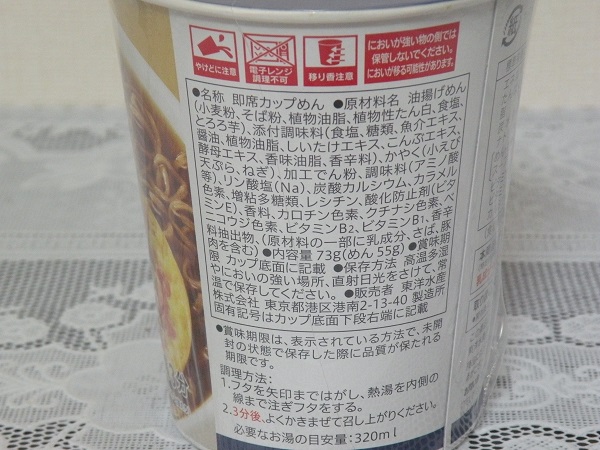 やけどに注意
電子レンジ
調理不可
移り香注意
においが強い物の側では
保管しないでください。
においが移る可能性があります。
●名称 即席カップめん ●原材料名 油揚げめん
(小麦粉、そば粉、植物油脂、植物性たん白、食塩、
とろろ芋)、添付調味料(食塩、糖類、魚介エキス、
醤油、植物油脂、しいたけエキス、こんぶエキス、
酵母エキス、香味油脂、香辛料)、かやく(小えび
天ぷら、ねぎ)、加工でん粉、調味料(アミノ酸
等)、リン酸塩(Na)、炭酸カルシウム、カラメル
色素、増粘多糖類、レシチン、酸化防止剤(ビタ
ミンE)、香料、カロチン色素、クチナシ色素、ベ
ニコウジ色素、ビタミンB₂、ビタミンB₁、香辛
料抽出物、(原材料の一部に乳成分、さば、豚
肉を含む) ●内容量 73g(めん 55g) ●賞味期
限 カップ底面に記載 ●保存方法 高温多湿
やにおいの強い場所、直射日光をさけて、常
温で保存してください。 ●販売者 東洋水産
株式会社 東京都港区港南2-13-40 製造所
固有記号はカップ底面下段右端に記載
●賞味期限は、表示されている方法で、未開
封の状態で保存した際に品質が保たれる
期限です。
調理方法:
1.フタを矢印まではがし、熱湯を内側の
線まで注ぎフタをする。
2.3分後、よくかきまぜて召し上がりください。
必要なお湯の目安量:320ml
紙